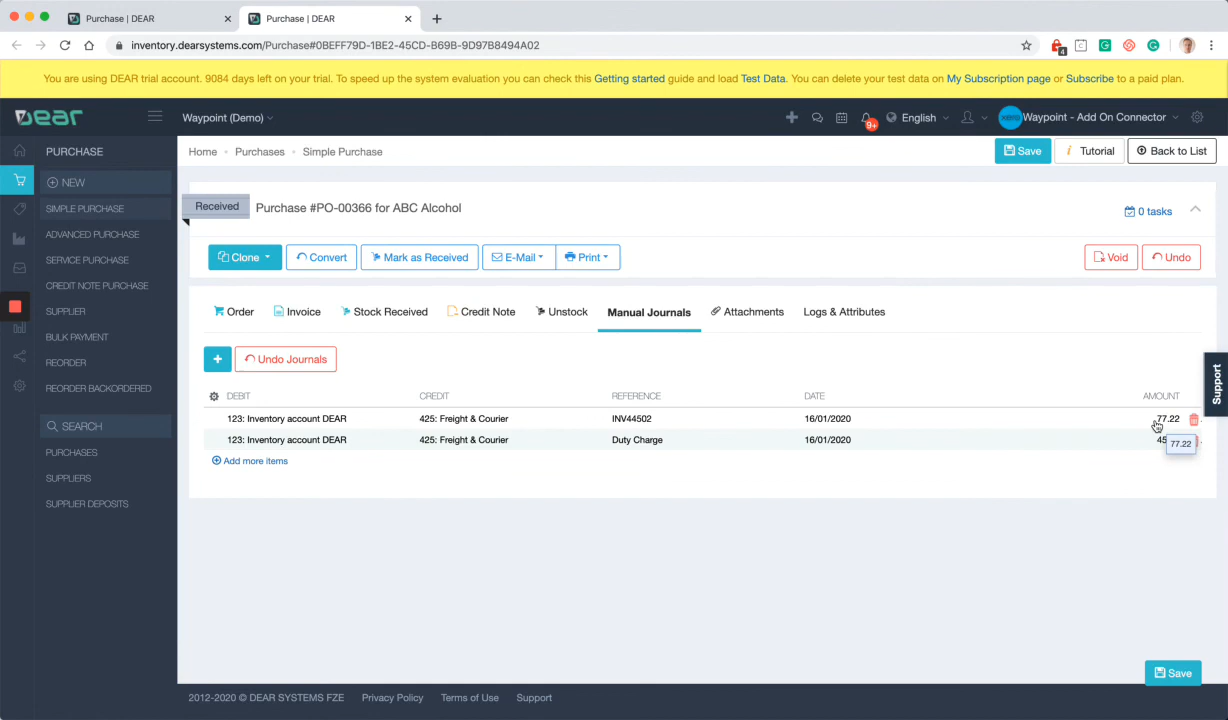 Purchase | DEAR
Purchase | DEAR
inventory.dearsystems.com/Purchase#0BEFF79D-1BE2-45CD-B69B-9D97B8494A02
4
You are using DEAR trial account. 9084 days left on your trial. To speed up the system evaluation you can check this Getting started guide and load Test Data. You can delete your test data on My Subscription page or Subscribe to a paid plan.
DEAR
Waypoint (Demo)
9+
English
xero
Waypoint - Add On Connector
PURCHASE
Home
Purchases
Simple Purchase
Save
Tutorial
Back to List
NEW
SIMPLE PURCHASE
ADVANCED PURCHASE
SERVICE PURCHASE
CREDIT NOTE PURCHASE
SUPPLIER
BULK PAYMENT
REORDER
REORDER BACKORDERED
SEARCH
PURCHASES
SUPPLIERS
SUPPLIER DEPOSITS
Received
Purchase #PO-00366 for ABC Alcohol
0 tasks
Clone
Convert
Mark as Received
E-Mail
Print
Void
Undo
Order
Invoice
Stock Received
Credit Note
Unstock
Manual Journals
Attachments
Logs & Attributes
+
Undo Journals
DEBIT CREDIT REFERENCE DATE AMOUNT
123: Inventory account DEAR 425: Freight & Courier INV44502 16/01/2020 77.22
123: Inventory account DEAR 425: Freight & Courier Duty Charge 16/01/2020
77.22
Add more items
Support
Save
2012-2020 © DEAR SYSTEMS FZE
Privacy Policy
Terms of Use
Support